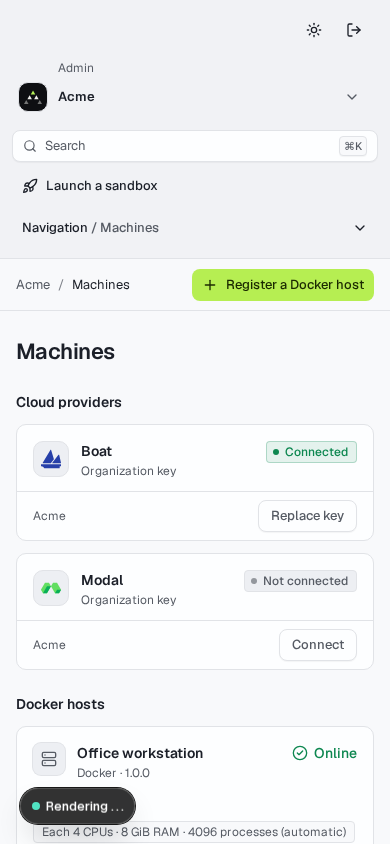 Admin
Acme
Search ⌘K
Launch a sandbox
Navigation / Machines
Acme / Machines
Register a Docker host
Machines
Cloud providers
Boat
Connected
Organization key
Acme
Replace key
Modal
Not connected
Organization key
Acme
Connect
Docker hosts
Office workstation
Online
Docker · 1.0.0
Rendering ...
Each 4 CPUs · 8 GiB RAM · 4096 processes (automatic)